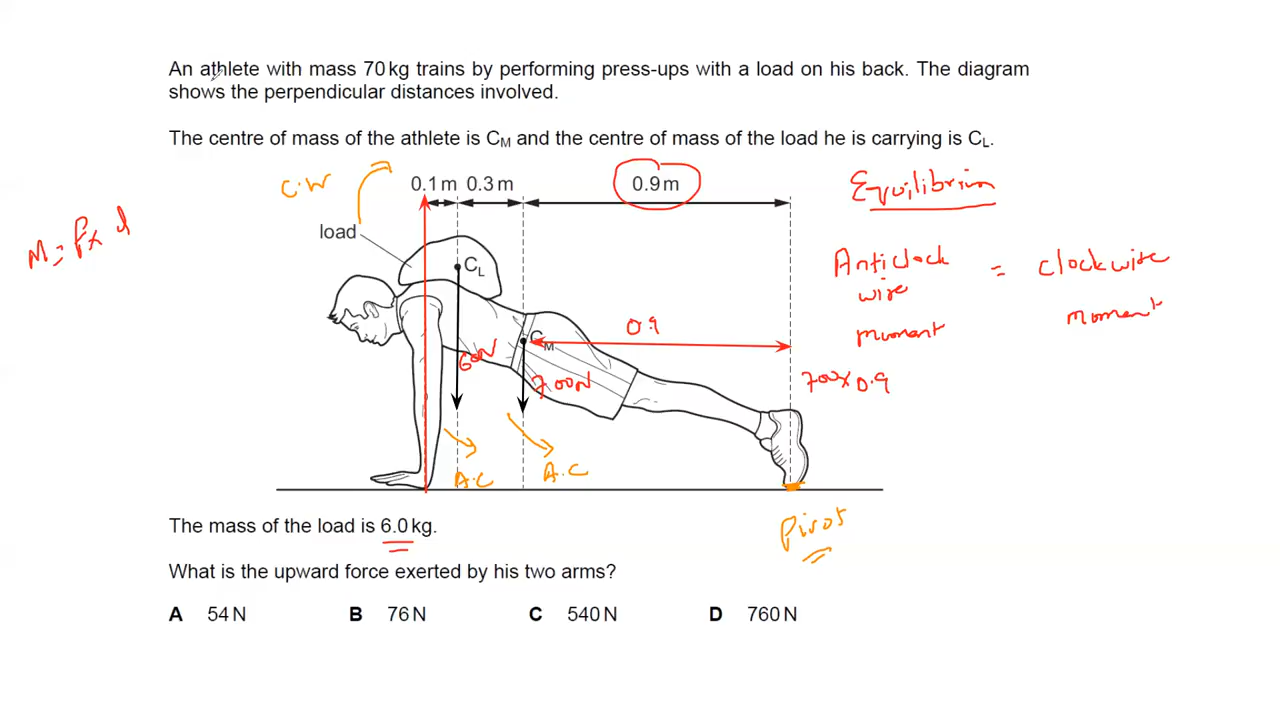 An athlete with mass 70 kg trains by performing press-ups with a load on his back. The diagram
shows the perpendicular distances involved.
The centre of mass of the athlete is CM and the centre of mass of the load he is carrying is CL.
C.W
0.1 m 0.3 m 0.9 m
Equilibrium
M = F x d
load
CL
Anticlock = clockwise
wise
moment
moment
0.9
CM
60N
700N
700 x 0.9
A.C
A.C
Pivot
The mass of the load is 6.0 kg.
What is the upward force exerted by his two arms?
A 54 N B 76 N C 540 N D 760 N